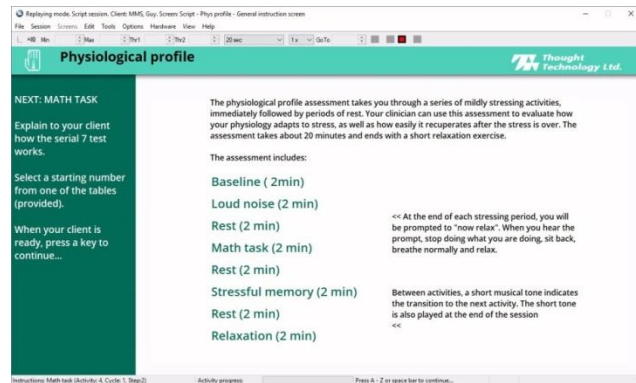 Replaying mode. Script session. Client: MMS, Guy. Screens Script - Phys profile - General instruction screen
File Session Screens Edit Tools Options Hardware View Help
Min Max Thr1 Thr2 20 sec 1 x GoTo
Physiological profile
Thought
Technology Ltd.
NEXT: MATH TASK
Explain to your client
how the serial 7 test
works.
Select a starting number
from one of the tables
(provided).
When your client is
ready, press a key to
continue...
The physiological profile assessment takes you through a series of mildly stressing activities,
immediately followed by periods of rest. Your clinician can use this assessment to evaluate how
your physiology adapts to stress, as well as how easily it recuperates after the stress is over. The
assessment takes about 20 minutes and ends with a short relaxation exercise.
The assessment includes:
Baseline ( 2min)
Loud noise (2 min)
Rest (2 min)
Math task (2 min)
Rest (2 min)
Stressful memory (2 min)
Rest (2 min)
Relaxation (2 min)
<< At the end of each stressing period, you will
be prompted to "now relax". When you hear the
prompt, stop doing what you are doing, sit back,
breathe normally and relax.
Between activities, a short musical tone indicates
the transition to the next activity. The short tone
is also played at the end of the session
<<
Instructions: Math task (Activity: 4, Cycle: 1, Step:2) Activity progress: Press A - Z or space bar to continue...